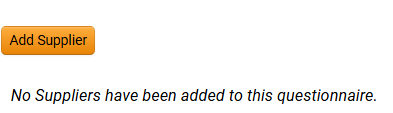 Add Supplier
No Suppliers have been added to this questionnaire.